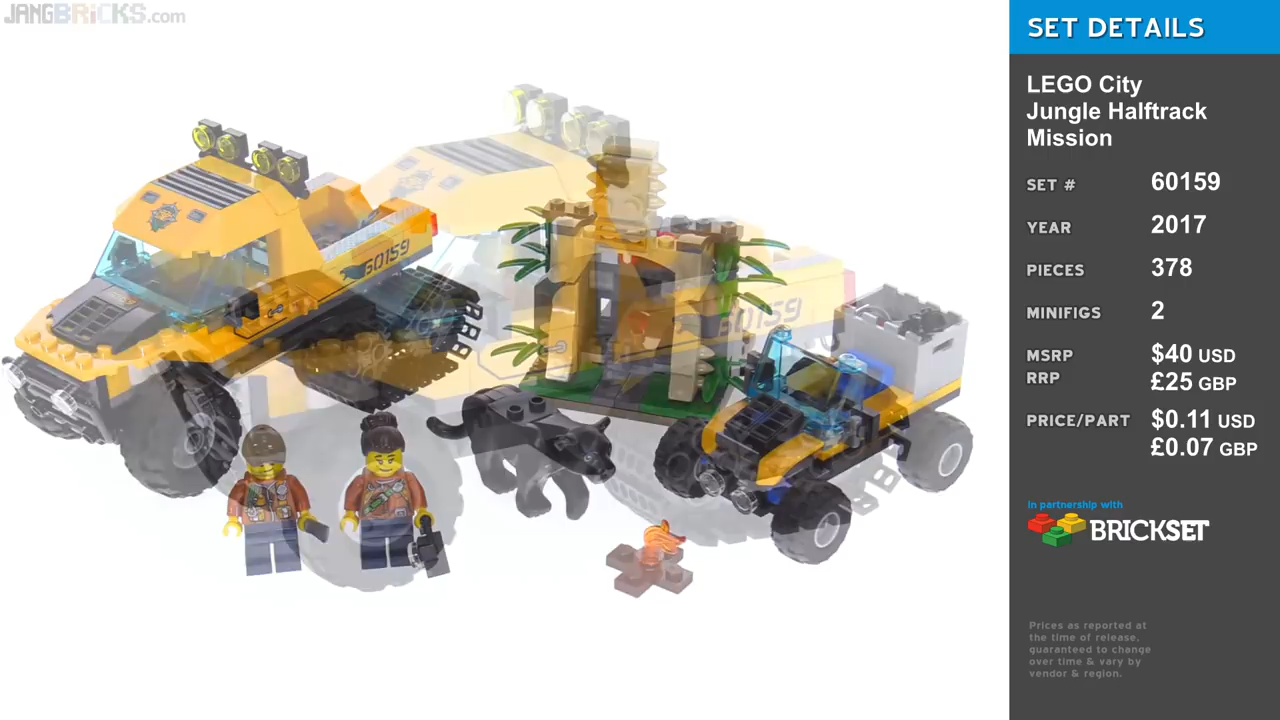 JANGBRiCKS.com
SET DETAILS
LEGO City
Jungle Halftrack
Mission
SET # 60159
YEAR 2017
PIECES 378
MINIFIGS 2
MSRP $40 USD
RRP £25 GBP
PRICE/PART $0.11 USD
£0.07 GBP
in partnership with
BRICKSET
Prices as reported at
the time of release,
guaranteed to change
over time & vary by
vendor & region.
60159
60159